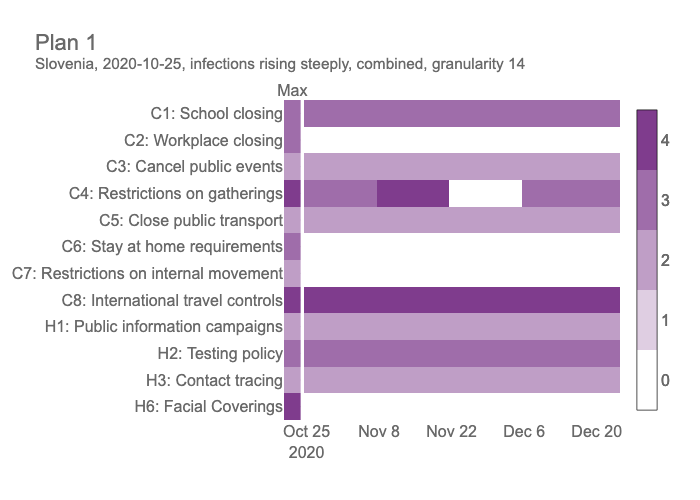 Plan 1
Slovenia, 2020-10-25, infections rising steeply, combined, granularity 14
Max
C1: School closing
C2: Workplace closing
C3: Cancel public events
C4: Restrictions on gatherings
C5: Close public transport
C6: Stay at home requirements
C7: Restrictions on internal movement
C8: International travel controls
H1: Public information campaigns
H2: Testing policy
H3: Contact tracing
H6: Facial Coverings
Oct 25 Nov 8 Nov 22 Dec 6 Dec 20
2020
4
3
2
1
0